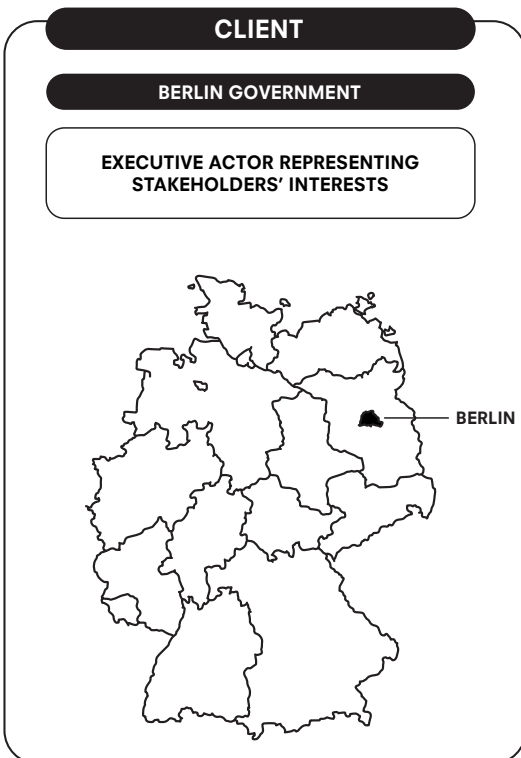 CLIENT
BERLIN GOVERNMENT
EXECUTIVE ACTOR REPRESENTING
STAKEHOLDERS’ INTERESTS
BERLIN